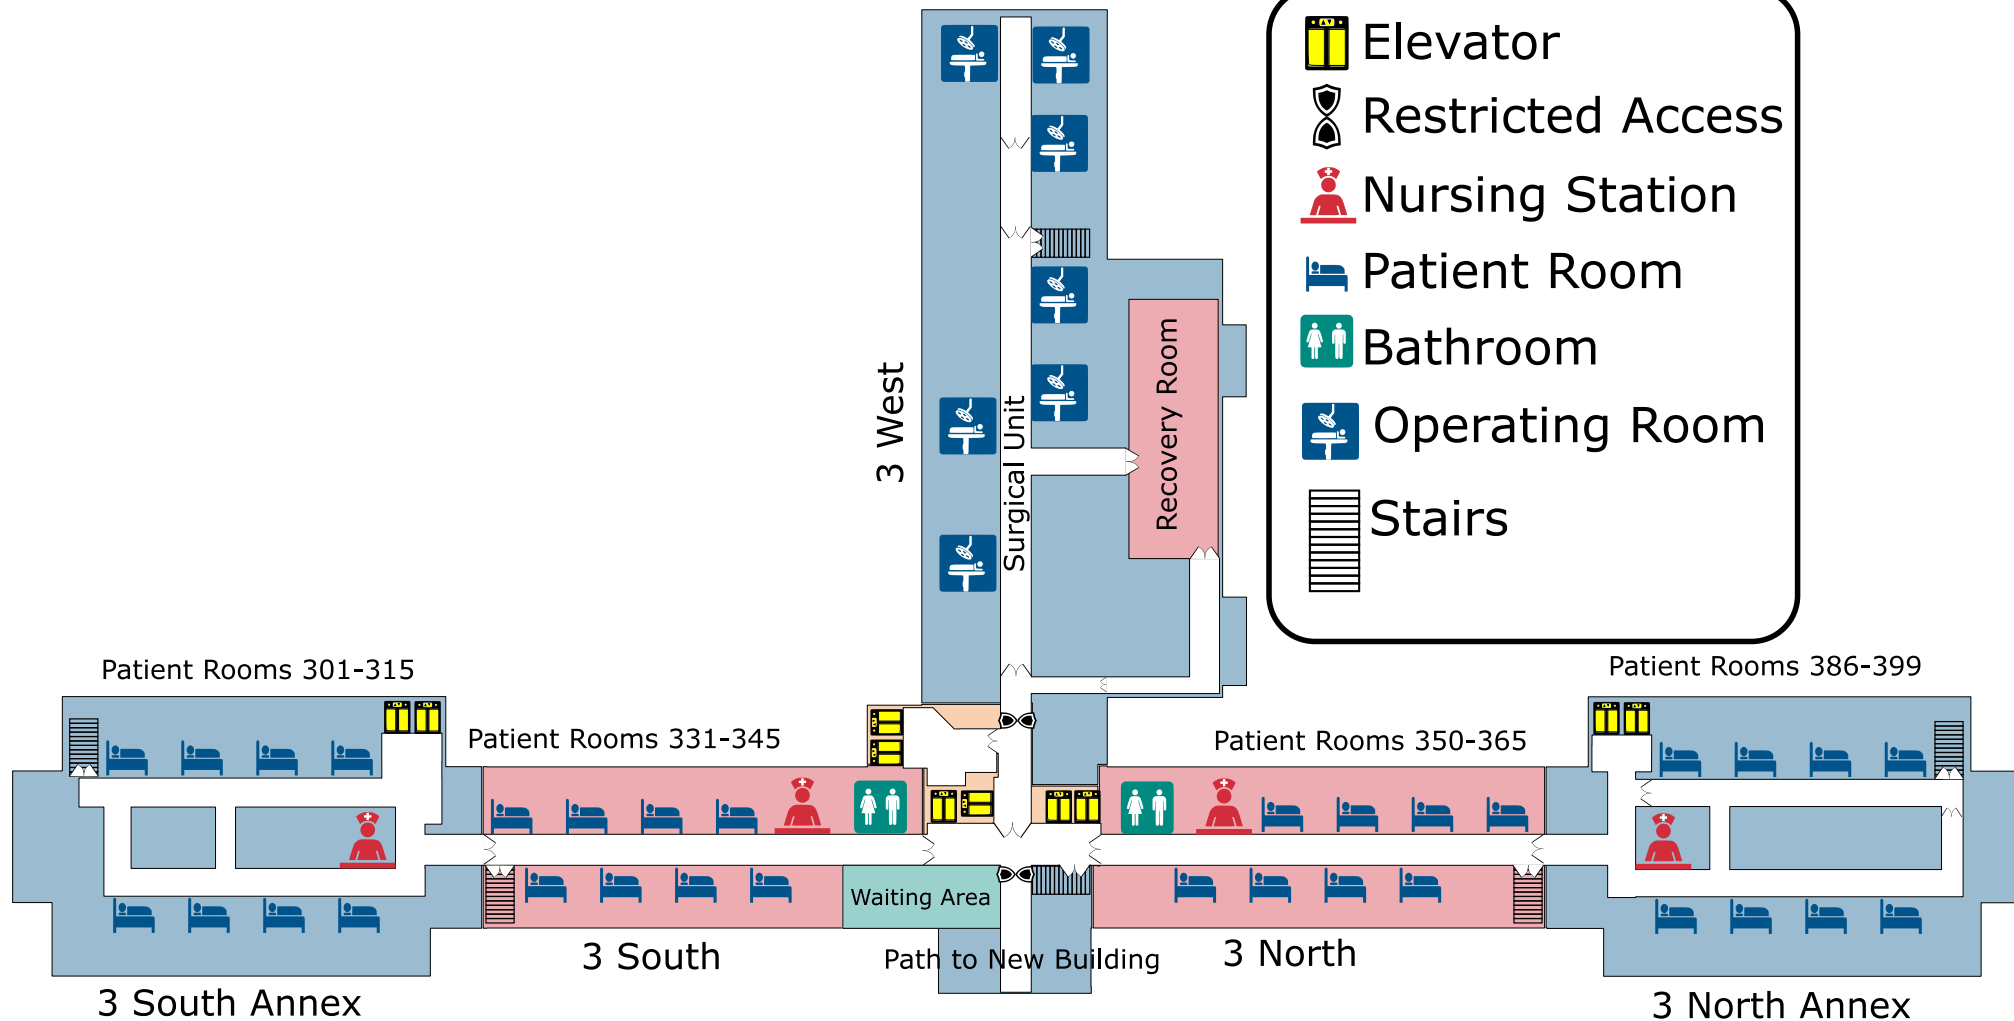 Elevator
Restricted Access
Nursing Station
Patient Room
Bathroom
Operating Room
Stairs
3 West
Surgical Unit
Recovery Room
Patient Rooms 301-315
Patient Rooms 331-345
Patient Rooms 350-365
Patient Rooms 386-399
Waiting Area
3 South
Path to New Building
3 North
3 South Annex
3 North Annex